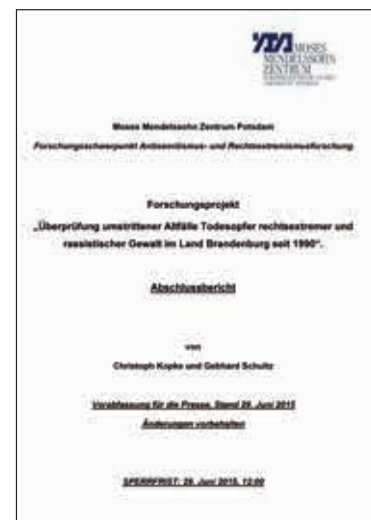 MOSES
MENDELSSOHN
ZENTRUM
Moses Mendelssohn Zentrum Potsdam
Forschungsschwerpunkt Antisemitismus- und Rechtsextremismusforschung
Forschungsprojekt
„Überprüfung umstrittener Altfälle Todesopfer rechtsextremer und
rassistischer Gewalt im Land Brandenburg seit 1990“.
Abschlussbericht
von
Christoph Kopke und Gebhard Schultz
Vorabfassung für die Presse, Stand 29. Juni 2015
Änderungen vorbehalten
SPERRFRIST: 29. Juni 2015, 12:00